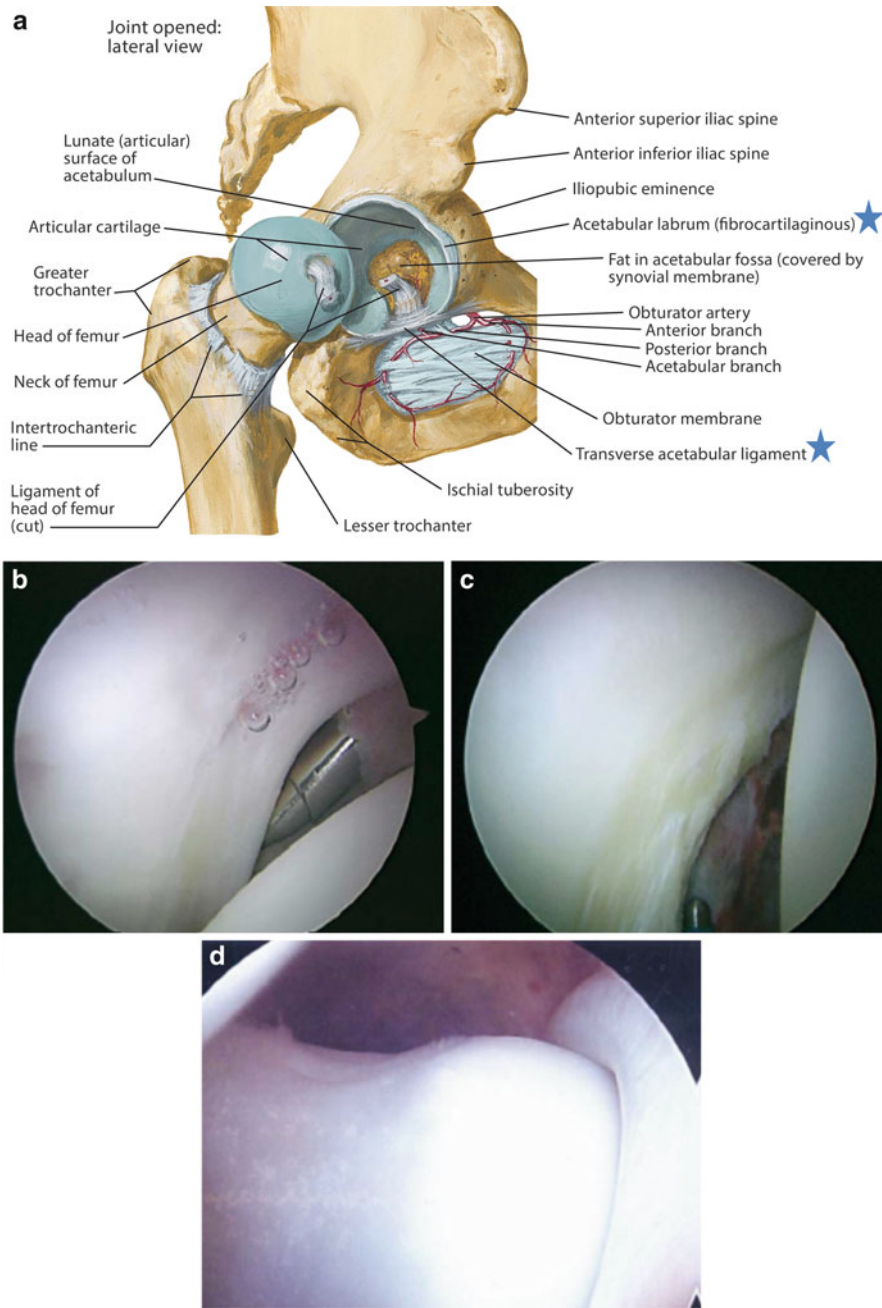 a
Joint opened:
lateral view
Lunate (articular)
surface of
acetabulum
Articular cartilage
Greater
trochanter
Head of femur
Neck of femur
Intertrochanteric
line
Ligament of
head of femur
(cut)
Anterior superior iliac spine
Anterior inferior iliac spine
Iliopubic eminence
Acetabular labrum (fibrocartilaginous)
Fat in acetabular fossa (covered by
synovial membrane)
Obturator artery
Anterior branch
Posterior branch
Acetabular branch
Obturator membrane
Transverse acetabular ligament
Ischial tuberosity
Lesser trochanter
b
c
d